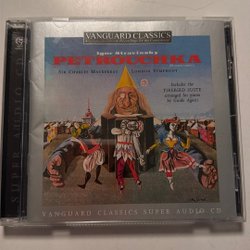 VANGUARD CLASSICS
Igor Stravinsky
PETROUCHKA
SIR CHARLES MACKERRAS LONDON SYMPHONY
Includes the
FIREBIRD SUITE
arranged for piano
by Guido Agosti
VANGUARD CLASSICS SUPER AUDIO CD